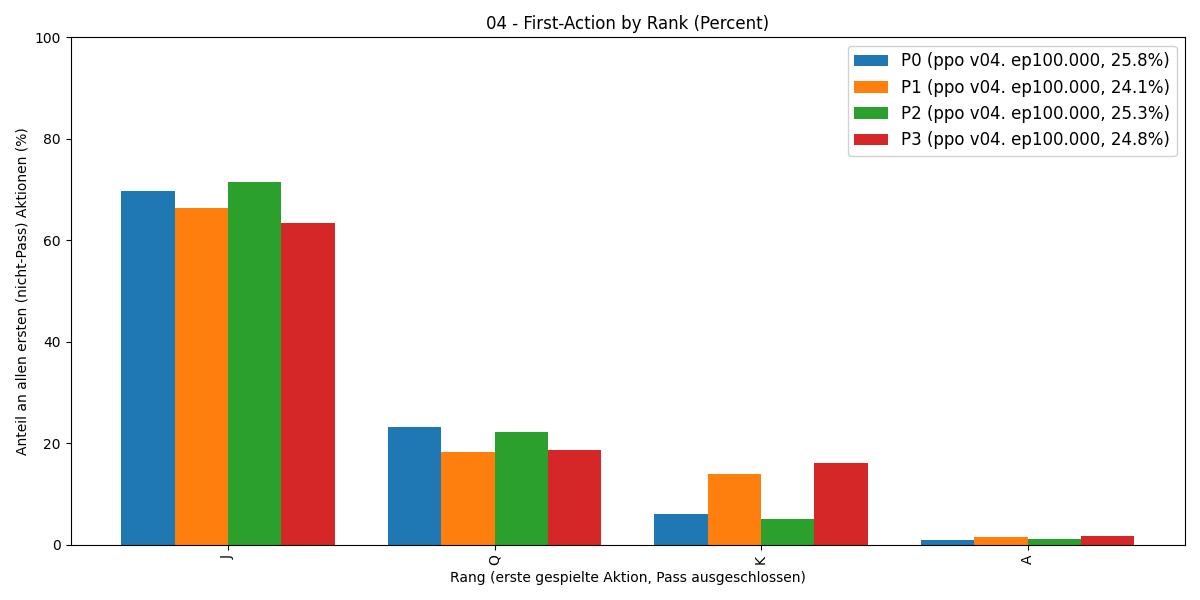 04 - First-Action by Rank (Percent)
Anteil an allen ersten (nicht-Pass) Aktionen (%)
100
80
60
40
20
0
P0 (ppo v04. ep100.000, 25.8%)
P1 (ppo v04. ep100.000, 24.1%)
P2 (ppo v04. ep100.000, 25.3%)
P3 (ppo v04. ep100.000, 24.8%)
J
Q
K
A
Rang (erste gespielte Aktion, Pass ausgeschlossen)